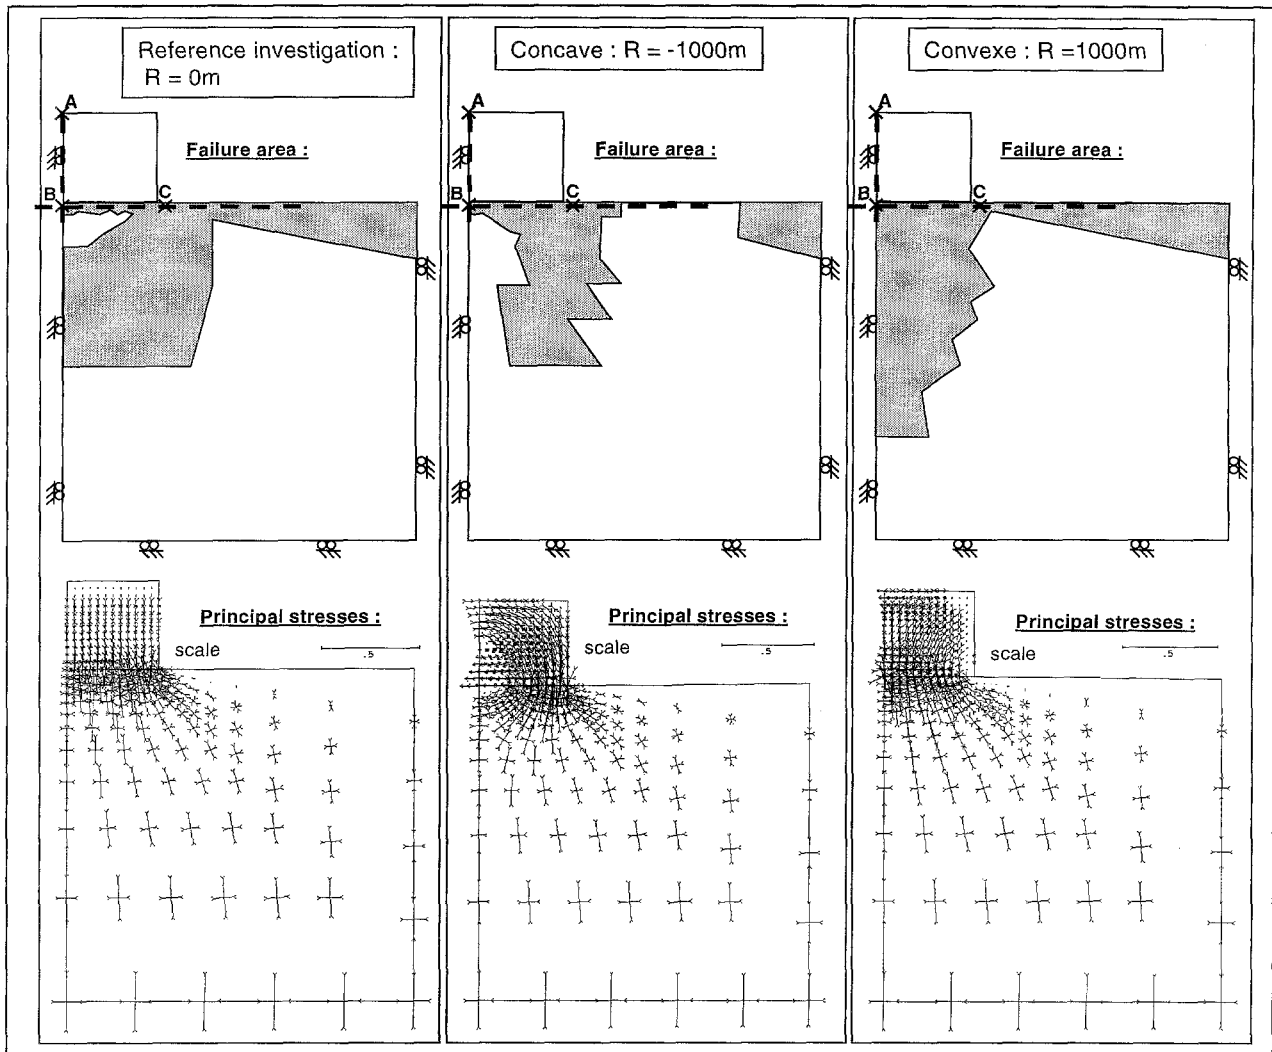 Reference investigation :
R = 0m
A
Failure area :
B
C
Principal stresses :
scale
.5
Concave : R = -1000m
A
Failure area :
B
C
Principal stresses :
scale
.5
Convexe : R =1000m
A
Failure area :
B
C
Principal stresses :
scale
.5